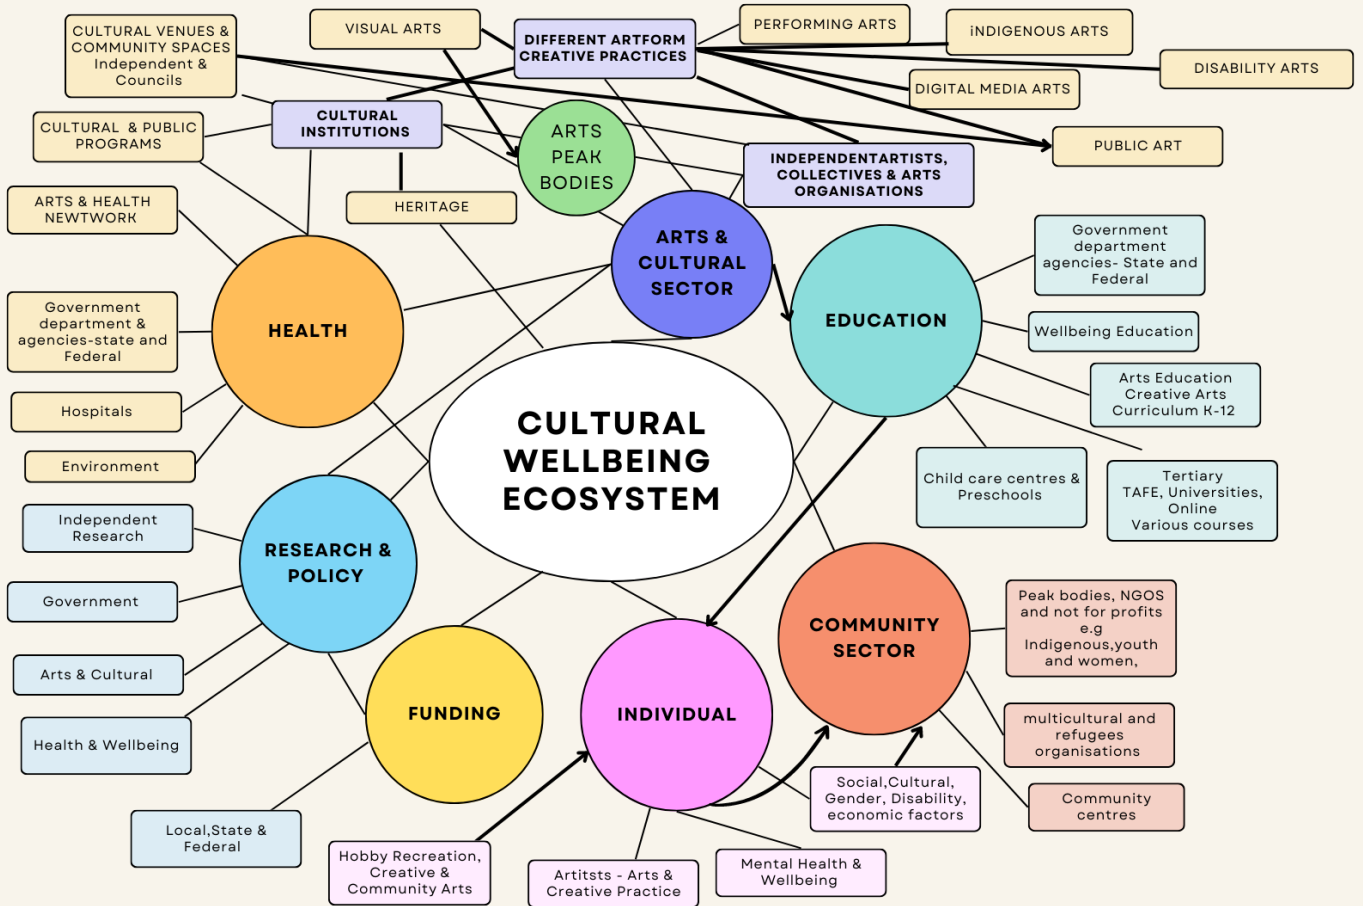 CULTURAL VENUES &
COMMUNITY SPACES
Independent &
Councils
VISUAL ARTS
DIFFERENT ARTFORM
CREATIVE PRACTICES
PERFORMING ARTS
iNDIGENOUS ARTS
DISABILITY ARTS
DIGITAL MEDIA ARTS
PUBLIC ART
CULTURAL & PUBLIC
PROGRAMS
CULTURAL
INSTITUTIONS
ARTS
PEAK
BODIES
INDEPENDENTARTISTS,
COLLECTIVES & ARTS
ORGANISATIONS
ARTS & HEALTH
NEWTWORK
HERITAGE
ARTS &
CULTURAL
SECTOR
Government
department
agencies- State and
Federal
HEALTH
EDUCATION
Government
department &
agencies-state and
Federal
Wellbeing Education
Arts Education
Creative Arts
Curriculum K-12
Hospitals
Environment
CULTURAL
WELLBEING
ECOSYSTEM
Child care centres &
Preschools
Tertiary
TAFE, Universities,
Online
Various courses
Independent
Research
RESEARCH &
POLICY
Government
Arts & Cultural
Health & Wellbeing
FUNDING
INDIVIDUAL
COMMUNITY
SECTOR
Peak bodies, NGOS
and not for profits
e.g
Indigenous,youth
and women,
multicultural and
refugees
organisations
Community
centres
Social,Cultural,
Gender, Disability,
economic factors
Local,State &
Federal
Hobby Recreation,
Creative &
Community Arts
Artitsts - Arts &
Creative Practice
Mental Health &
Wellbeing